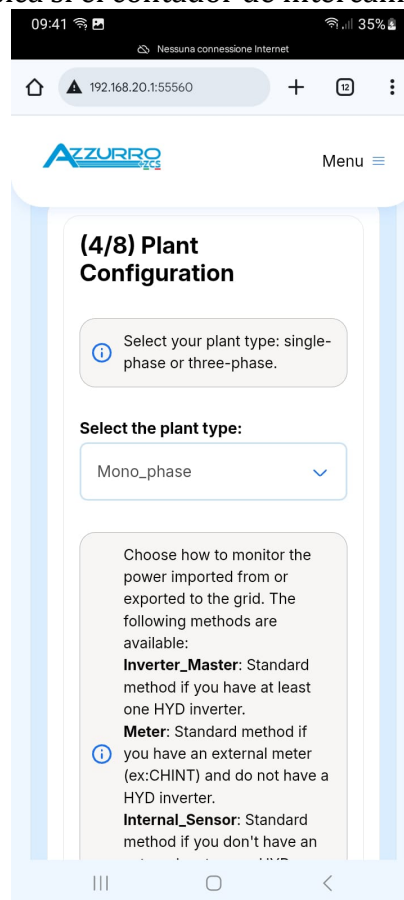 09:41
35%
Nessuna connessione Internet
192.168.20.1:55560
12
AZZURRO
ZCS
Menu
(4/8) Plant
Configuration
Select your plant type: single-
phase or three-phase.
Select the plant type:
Mono_phase
Choose how to monitor the
power imported from or
exported to the grid. The
following methods are
available:
Inverter_Master: Standard
method if you have at least
one HYD inverter.
Meter: Standard method if
you have an external meter
(ex:CHINT) and do not have a
HYD inverter.
Internal_Sensor: Standard
method if you don't have an